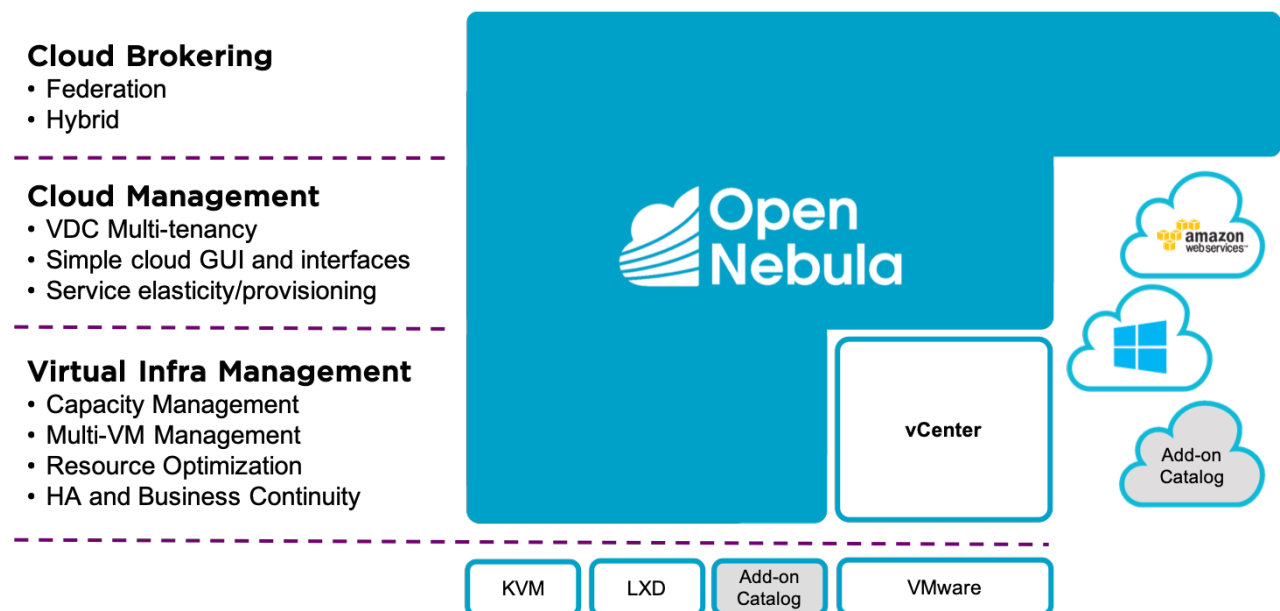 Cloud Brokering
• Federation
• Hybrid
Cloud Management
• VDC Multi-tenancy
• Simple cloud GUI and interfaces
• Service elasticity/provisioning
Virtual Infra Management
• Capacity Management
• Multi-VM Management
• Resource Optimization
• HA and Business Continuity
Open
Nebula
vCenter
amazon
webservices™
Add-on
Catalog
KVM
LXD
Add-on
Catalog
VMware